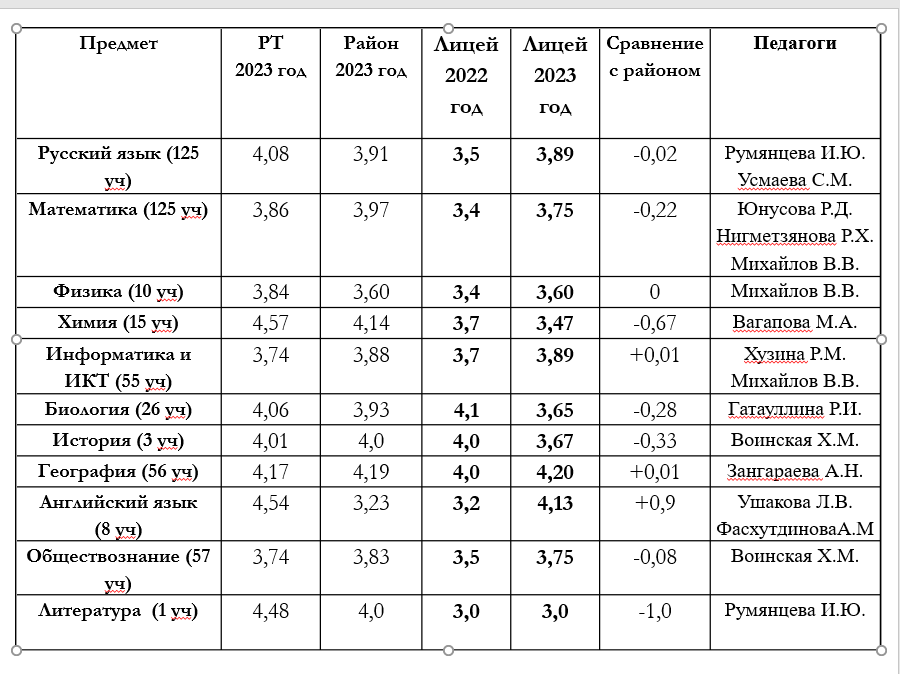 Предмет РТ 2023 год Район 2023 год Лицей 2022 год Лицей 2023 год Сравнение с районом Педагоги
Русский язык (125 уч) 4,08 3,91 3,5 3,89 -0,02 Румянцева И.Ю. Усмаева С.М.
Математика (125 уч) 3,86 3,97 3,4 3,75 -0,22 Юнусова Р.Д. Нигметзянова Р.Х. Михайлов В.В.
Физика (10 уч) 3,84 3,60 3,4 3,60 0 Михайлов В.В.
Химия (15 уч) 4,57 4,14 3,7 3,47 -0,67 Вагапова М.А.
Информатика и ИКТ (55 уч) 3,74 3,88 3,7 3,89 +0,01 Хузина Р.М. Михайлов В.В.
Биология (26 уч) 4,06 3,93 4,1 3,65 -0,28 Гатауллина Р.И.
История (3 уч) 4,01 4,0 4,0 3,67 -0,33 Воинская Х.М.
География (56 уч) 4,17 4,19 4,0 4,20 +0,01 Зангараева А.Н.
Английский язык (8 уч) 4,54 3,23 3,2 4,13 +0,9 Ушакова Л.В. ФасхутдиноваА.М
Обществознание (57 уч) 3,74 3,83 3,5 3,75 -0,08 Воинская Х.М.
Литература (1 уч) 4,48 4,0 3,0 3,0 -1,0 Румянцева И.Ю.